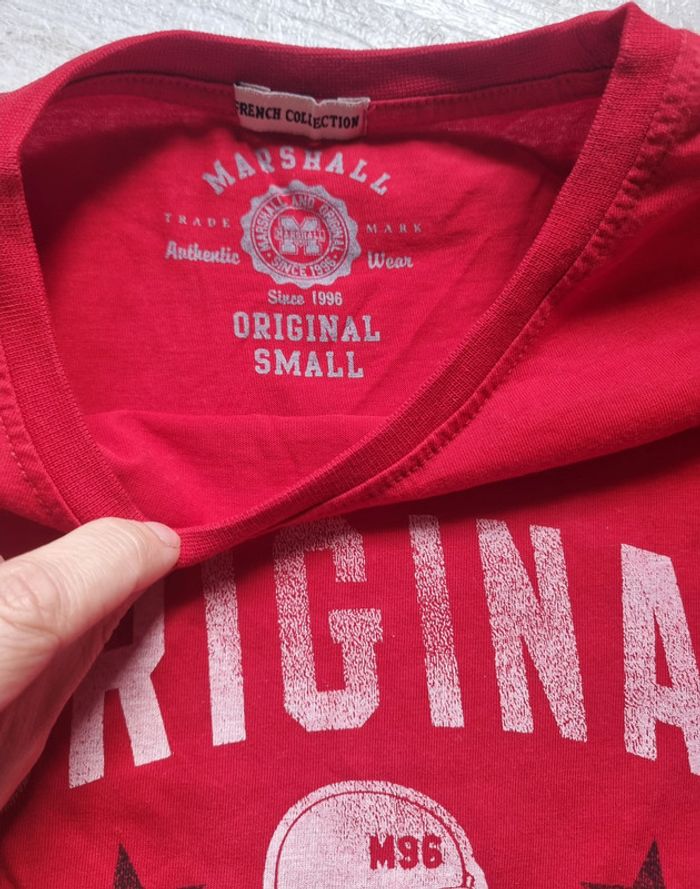 FRENCH COLLECTION
MARSHALL
TRADE MARK
MARSHALL AND ORIGINAL
M
MARSHALL
SINCE 1996
Authentic Wear
Since 1996
ORIGINAL
SMALL
RIGINA
M96